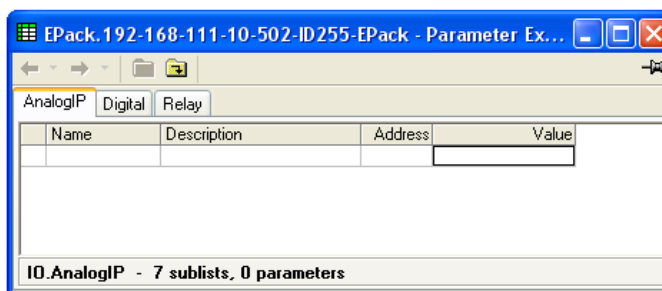 EPack.192-168-111-10-502-ID255-EPack - Parameter Ex...
AnalogIP Digital Relay
Name Description Address Value
IO.AnalogIP - 7 sublists, 0 parameters